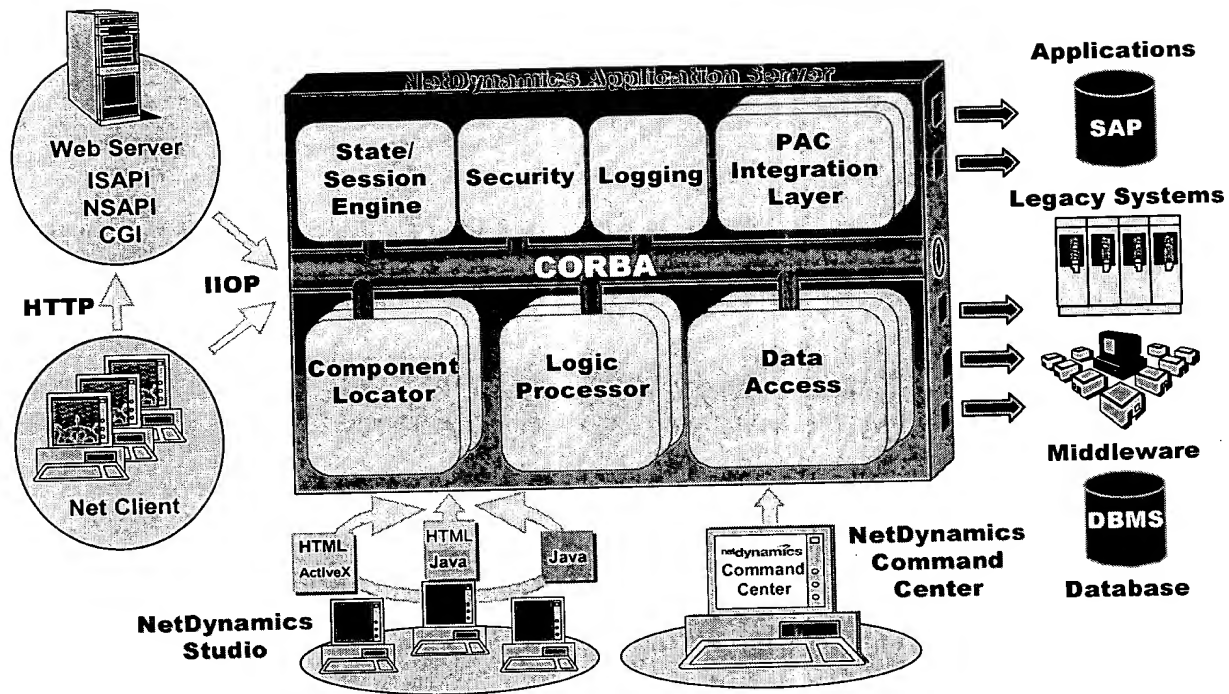 NetDynamics Application Server
Web Server
ISAPI
NSAPI
CGI
HTTP
IIOP
Net Client
State/
Session
Engine
Security
Logging
PAC
Integration
Layer
CORBA
Component
Locator
Logic
Processor
Data
Access
Applications
SAP
Legacy Systems
Middleware
DBMS
Database
HTML
ActiveX
HTML
Java
Java
NetDynamics
Studio
netdynamics
Command
Center
NetDynamics
Command
Center